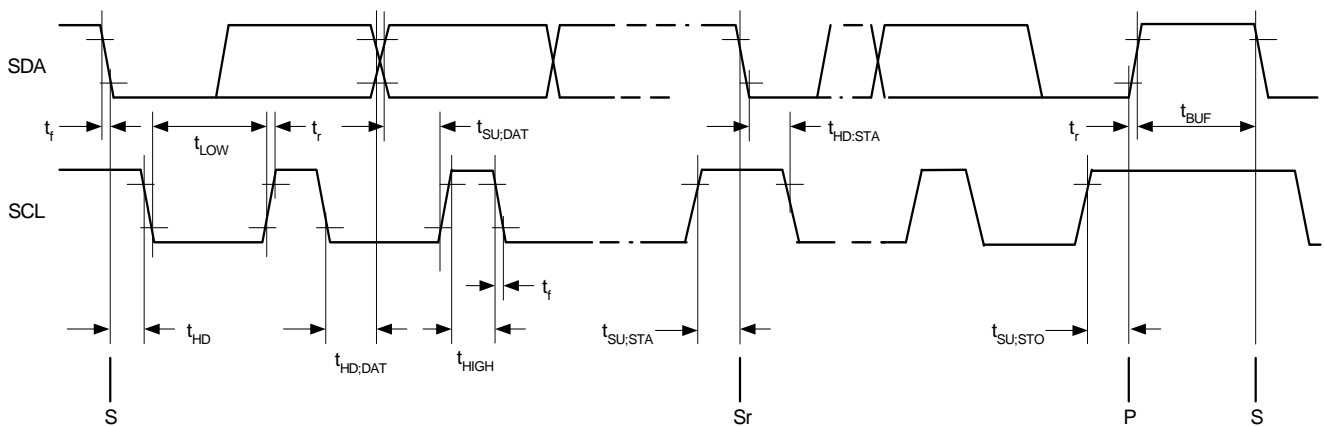 SDA
t_f
t_LOW
t_r
t_SU;DAT
t_HD:STA
t_r
t_BUF
SCL
t_HD
t_HD;DAT
t_HIGH
t_f
t_SU;STA
t_SU;STO
S
Sr
P
S